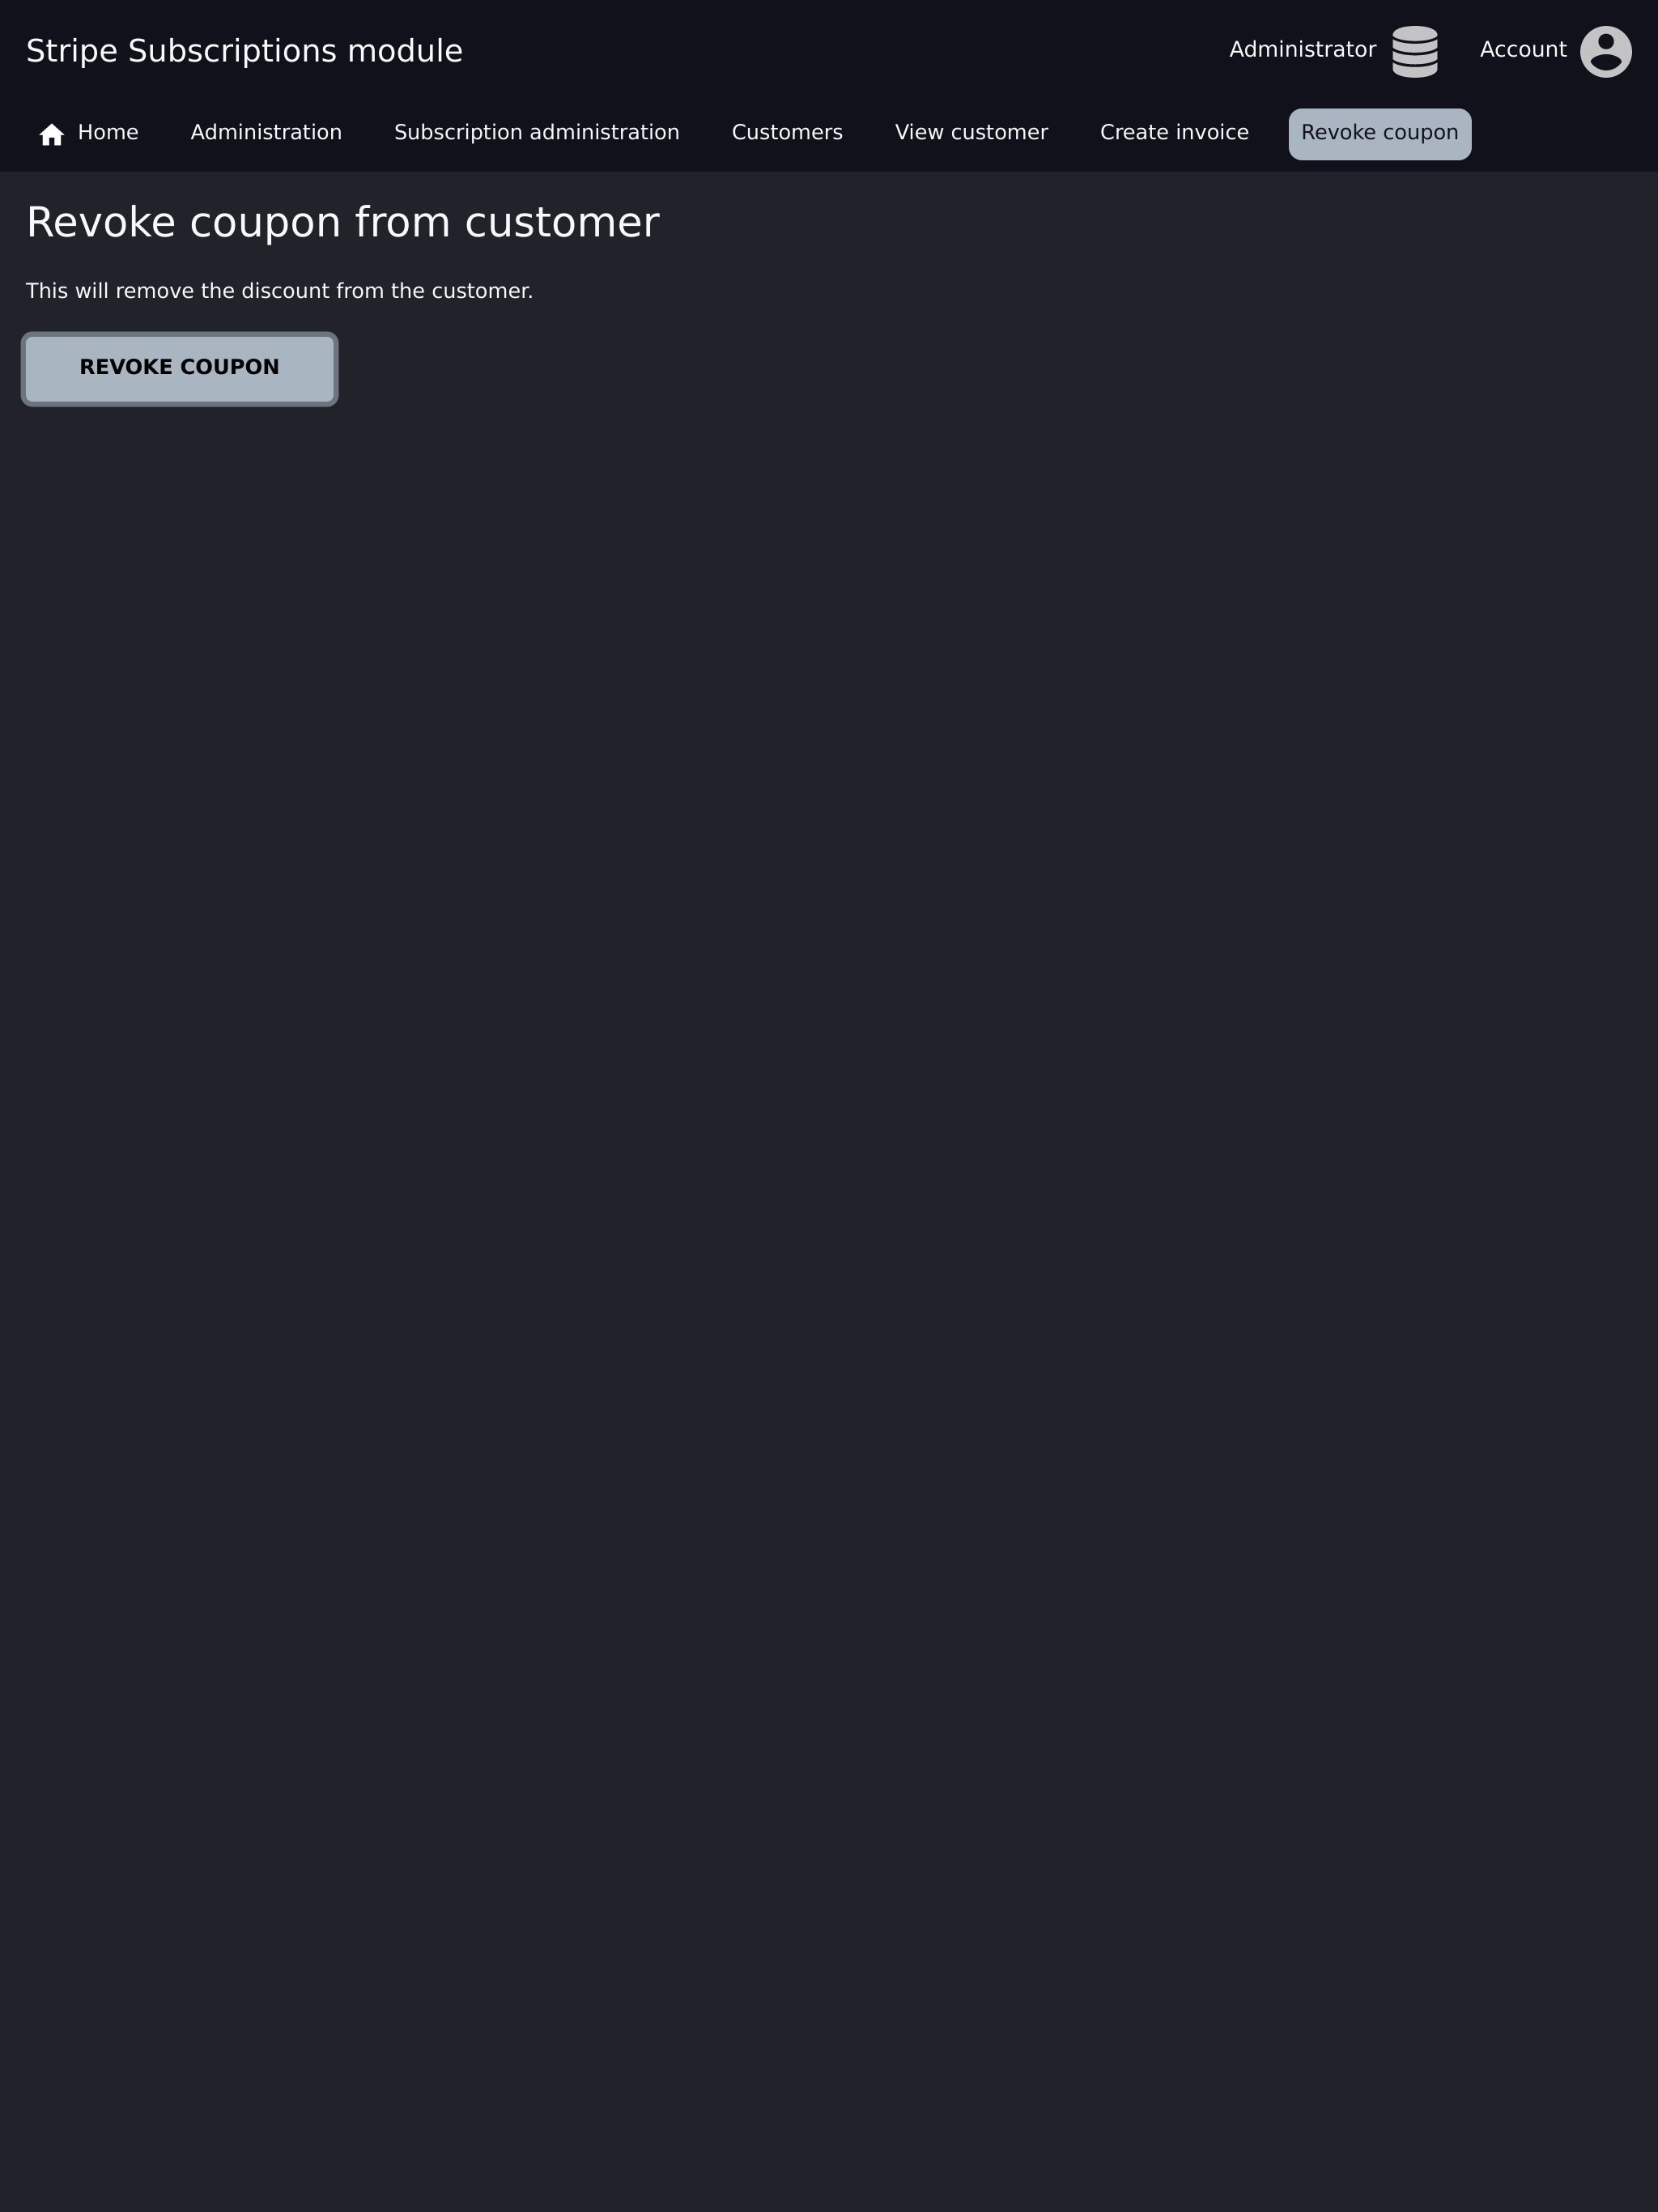 Stripe Subscriptions module
Administrator
Account
Home Administration Subscription administration Customers View customer Create invoice Revoke coupon
Revoke coupon from customer
This will remove the discount from the customer.
REVOKE COUPON